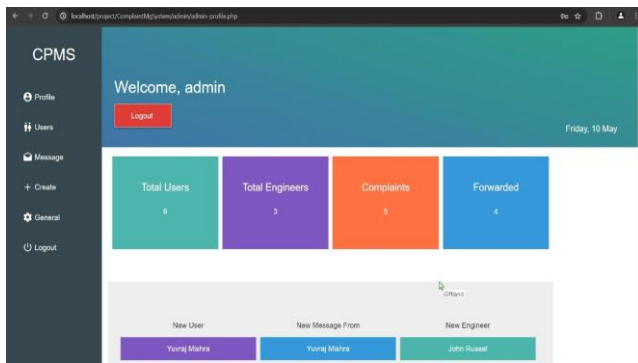 localhost/project/ComplaintMgSystem/admin/admin-profile.php
CPMS
Profile
Users
Message
Create
General
Logout
Welcome, admin
Logout
Friday, 10 May
Total Users
Total Engineers
3
Complaints
5
Forwarded
4
New User
Yuvraj Mishra
New Message From
Yuvraj Mishra
New Engineer
John Russel